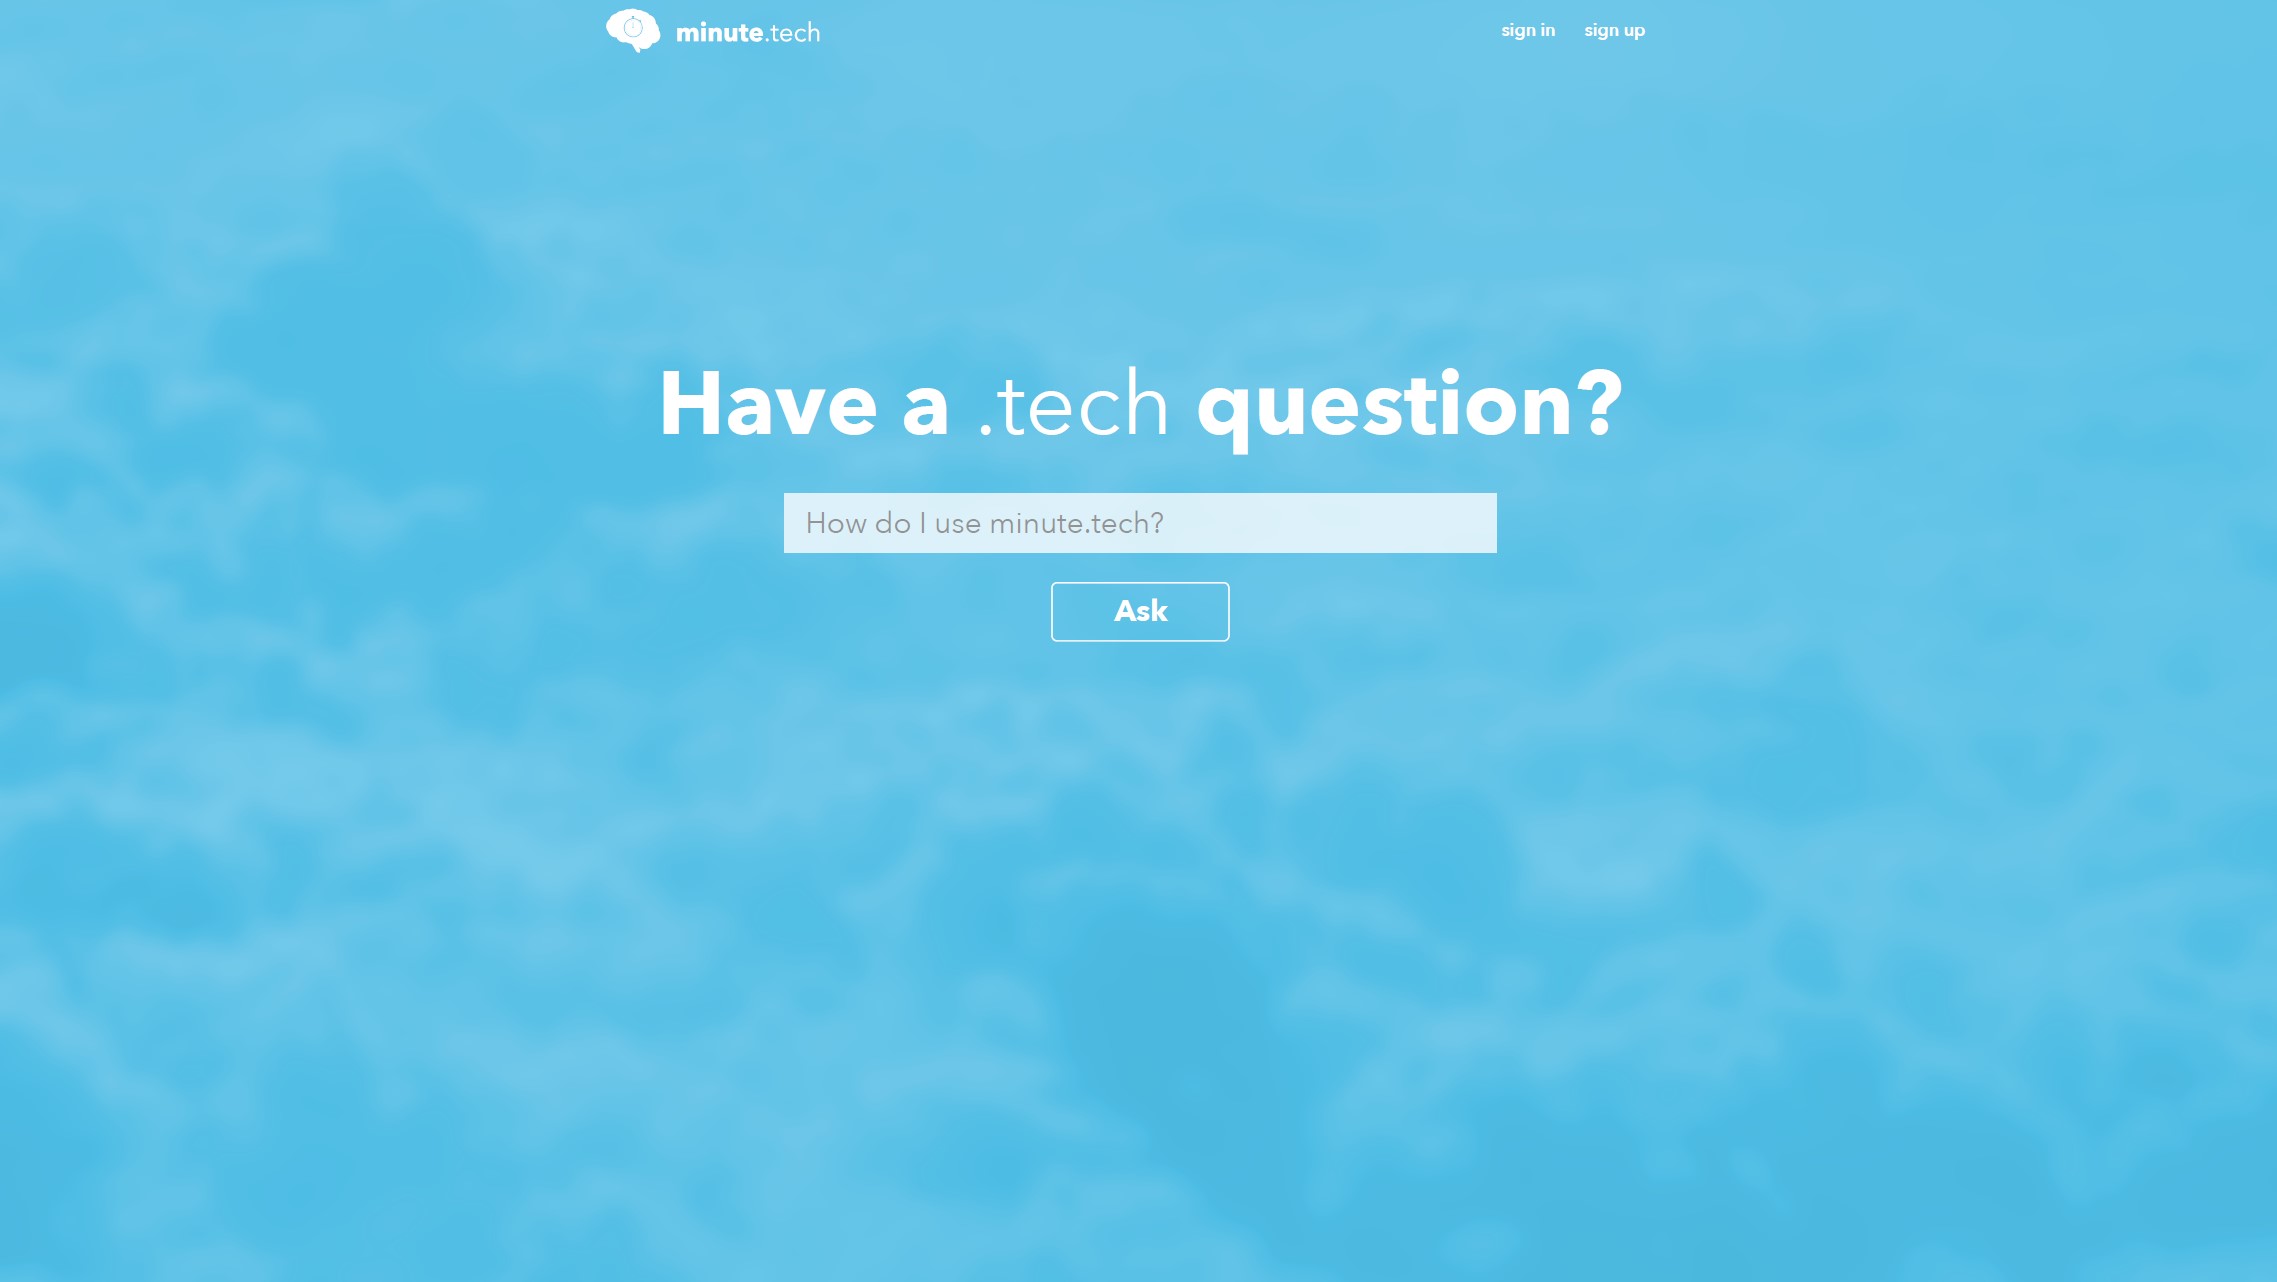 minute.tech
sign in
sign up
Have a .tech question?
How do I use minute.tech?
Ask